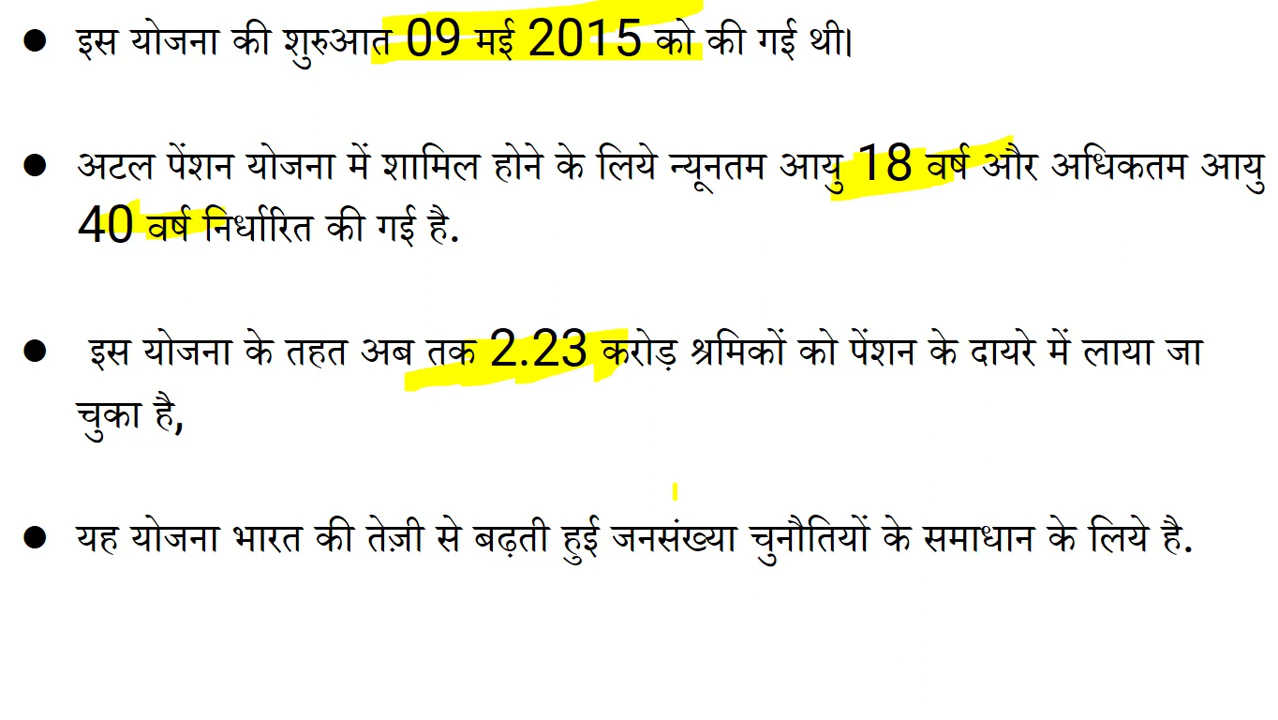 ● इस योजना की शुरुआत 09 मई 2015 को की गई थी।
● अटल पेंशन योजना में शामिल होने के लिये न्यूनतम आयु 18 वर्ष और अधिकतम आयु
40 वर्ष निर्धारित की गई है.
● इस योजना के तहत अब तक 2.23 करोड़ श्रमिकों को पेंशन के दायरे में लाया जा
चुका है,
● यह योजना भारत की तेज़ी से बढ़ती हुई जनसंख्या चुनौतियों के समाधान के लिये है.